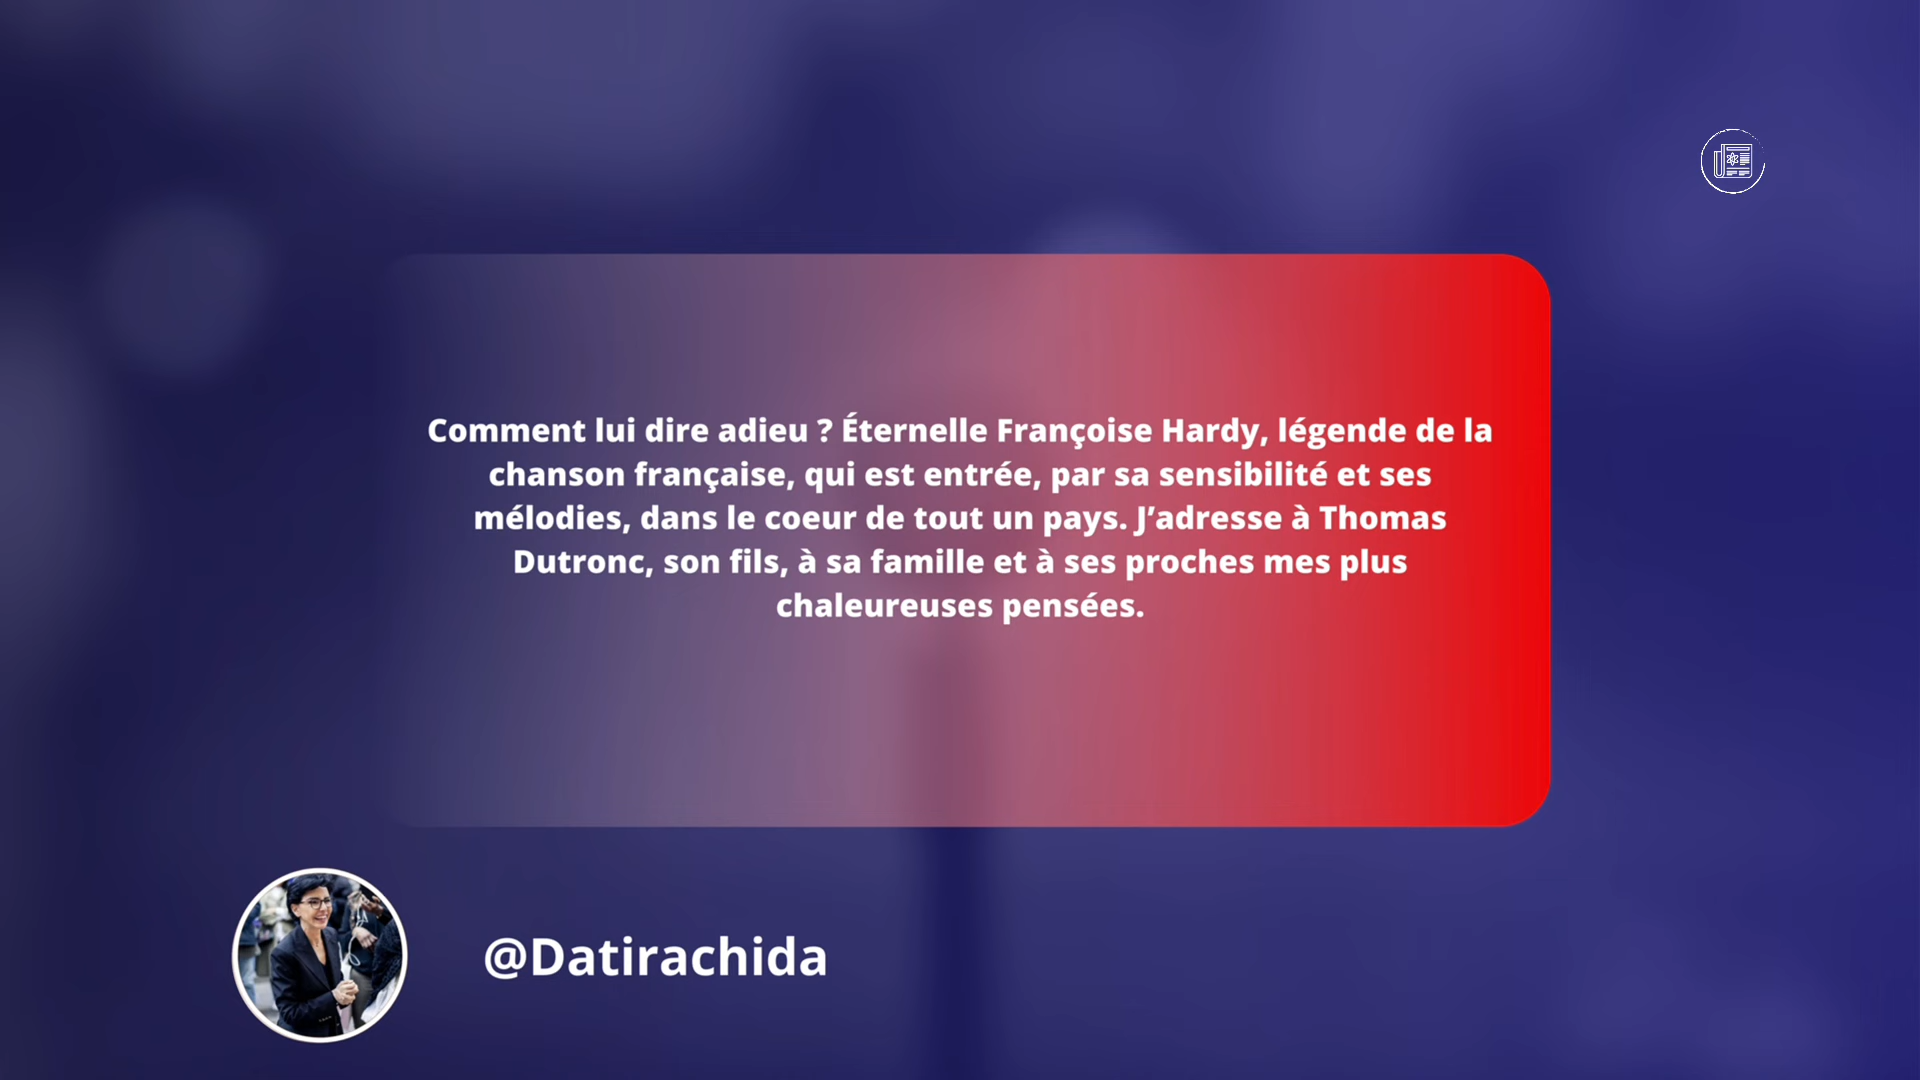 Comment lui dire adieu ? Éternelle Françoise Hardy, légende de la
chanson française, qui est entrée, par sa sensibilité et ses
mélodies, dans le coeur de tout un pays. J’adresse à Thomas
Dutronc, son fils, à sa famille et à ses proches mes plus
chaleureuses pensées.
@Datirachida